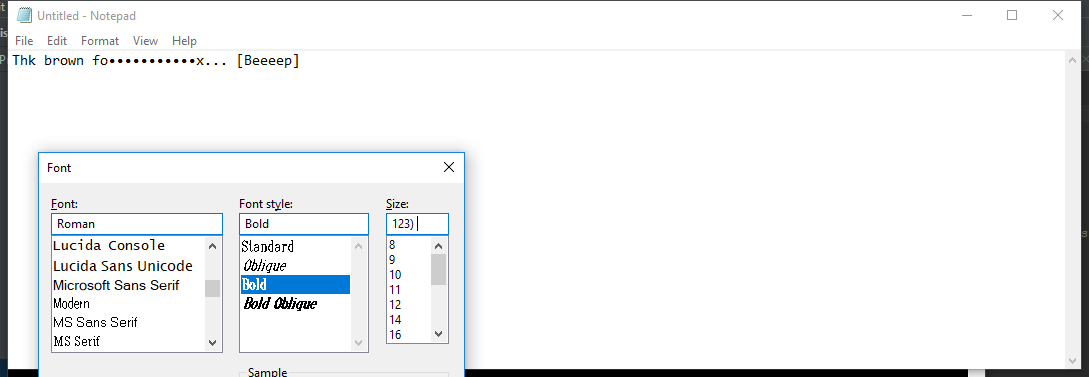 Untitled - Notepad
File Edit Format View Help
Thk brown fo•••••••••••x... [Beeeep]
Font
Font: Font style: Size:
Roman Bold 123)
Lucida Console Standard 8
Lucida Sans Unicode Oblique 9
Microsoft Sans Serif Bold 10
Modern Bold Oblique 11
MS Sans Serif 12
MS Serif 14
16
Sample